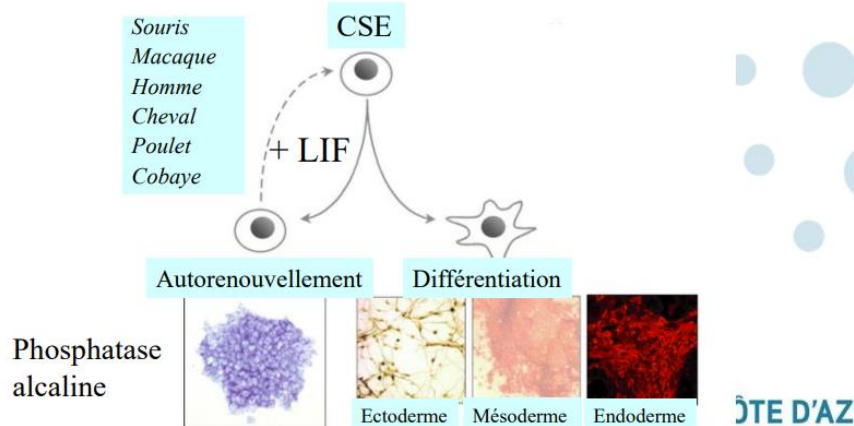 Souris
Macaque
Homme
Cheval
Poulet
Cobaye
CSE
+ LIF
Autorenouvellement
Différentiation
Phosphatase
alcaline
Ectoderme
Mésoderme
Endoderme
ÔTE D'AZ